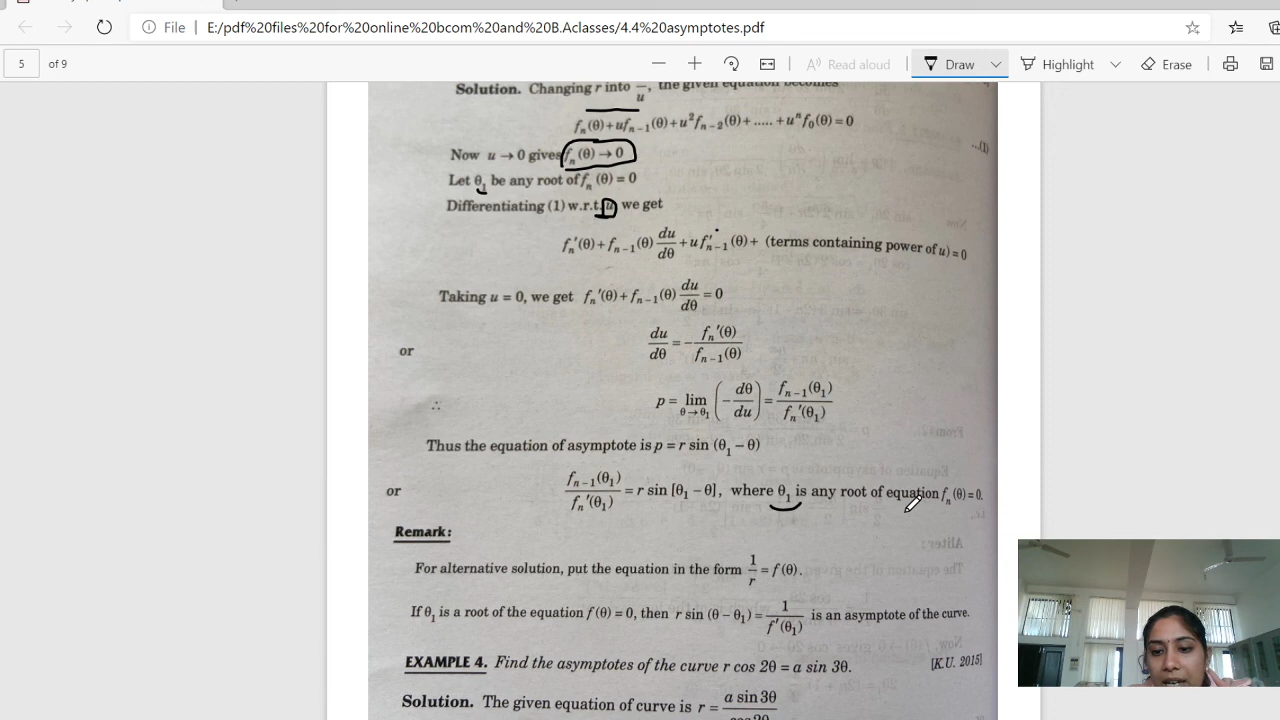 File E:/pdf%20files%20for%20online%20bcom%20and%20B.Aclasses/4.4%20asymptotes.pdf
5 of 9 Read aloud Draw Highlight Erase
Solution. Changing r into 1/u, the given equation becomes
fₙ(θ)+ufₙ₋₁(θ)+u²fₙ₋₂(θ)+.....+uⁿf₀(θ)=0
...(1)
Now u→0 gives fₙ(θ)→0
Let θ₁ be any root of fₙ (θ) = 0
Differentiating (1) w.r.t. u, we get
fₙ′(θ)+fₙ₋₁(θ) du/dθ + u f′ₙ₋₁(θ)+ (terms containing power of u) = 0
Taking u = 0, we get fₙ′(θ)+fₙ₋₁(θ) du/dθ = 0
or du/dθ = - fₙ′(θ)/fₙ₋₁(θ)
∴ p = lim θ→θ₁ (- dθ/du) = fₙ₋₁(θ₁)/fₙ′(θ₁)
Thus the equation of asymptote is p = r sin (θ₁ – θ)
or fₙ₋₁(θ₁)/fₙ′(θ₁) = r sin [θ₁ – θ], where θ₁ is any root of equation fₙ (θ) = 0.
Remark:
For alternative solution, put the equation in the form 1/r = f(θ).
If θ₁ is a root of the equation f(θ) = 0, then r sin (θ – θ₁) = 1/f′(θ₁) is an asymptote of the curve.
EXAMPLE 4. Find the asymptotes of the curve r cos 2θ = a sin 3θ. [K.U. 2015]
Solution. The given equation of curve is r = a sin 3θ/cos 2θ